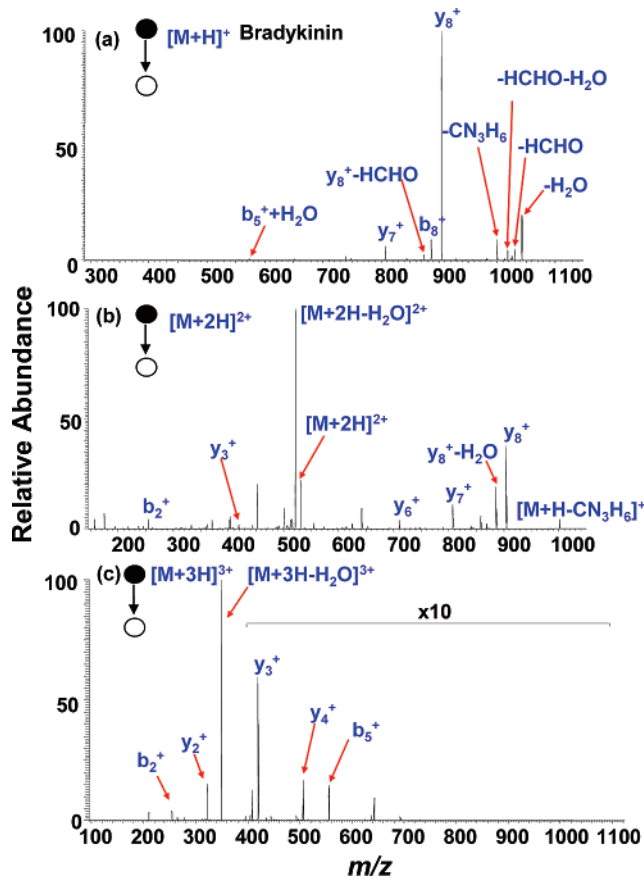 (a) [M+H]⁺ Bradykinin
y₈⁺
-HCHO-H₂O
-CN₃H₆
-HCHO
y₈⁺-HCHO
-H₂O
b₅⁺+H₂O
y₇⁺
b₈⁺
100
50
0
300 400 500 600 700 800 900 1000 1100
(b) [M+2H]²⁺
[M+2H-H₂O]²⁺
[M+2H]²⁺
y₃⁺
y₈⁺
y₈⁺-H₂O
b₂⁺
y₆⁺
y₇⁺
[M+H-CN₃H₆]⁺
100
50
0
200 300 400 500 600 700 800 900 1000
Relative Abundance
(c) [M+3H]³⁺
[M+3H-H₂O]³⁺
x10
y₃⁺
y₂⁺
y₄⁺
b₅⁺
b₂⁺
100
50
0
100 200 300 400 500 600 700 800 900 1000 1100
m/z